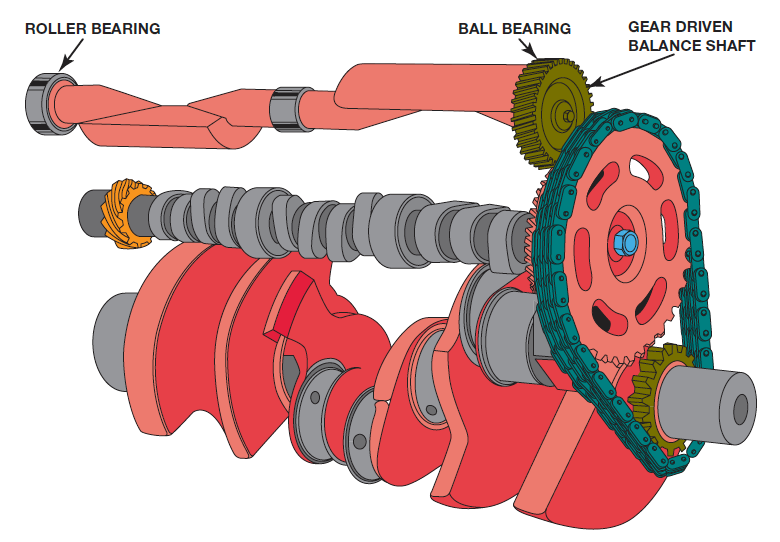 ROLLER BEARING
BALL BEARING
GEAR DRIVEN
BALANCE SHAFT